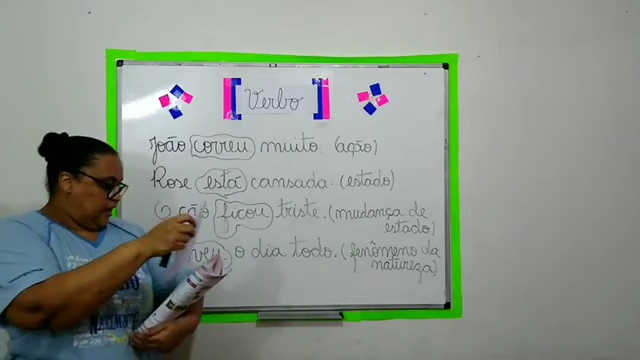 Verbo
João correu muito. (ação)
Rose está cansada. (estado)
ficou triste. (mudança de
estado)
o dia todo. (fenômeno da
natureza)